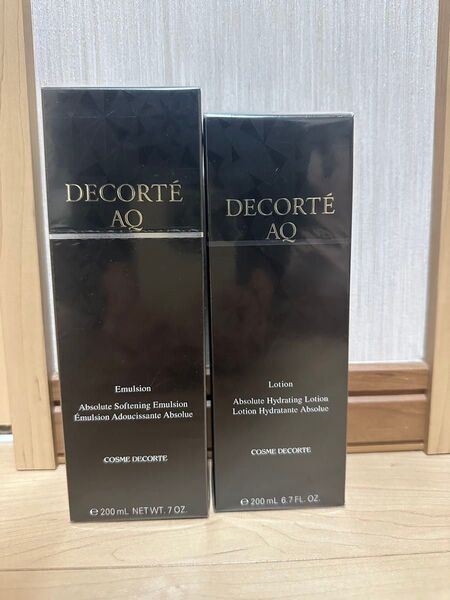 DECORTÉ
AQ
Emulsion
Absolute Softening Emulsion
Émulsion Adoucissante Absolue
COSME DECORTE
℮ 200 mL NET WT. 7 OZ.
DECORTÉ
AQ
Lotion
Absolute Hydrating Lotion
Lotion Hydratante Absolue
COSME DECORTE
℮ 200 mL 6.7 FL. OZ.